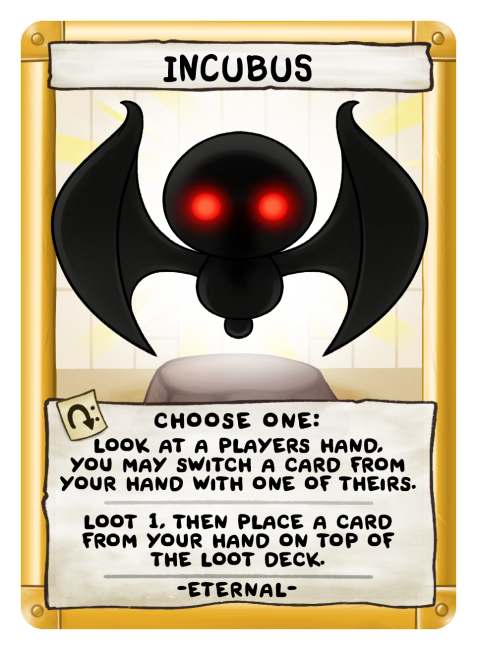 INCUBUS
CHOOSE ONE:
LOOK AT A PLAYERS HAND.
YOU MAY SWITCH A CARD FROM
YOUR HAND WITH ONE OF THEIRS.
LOOT 1, THEN PLACE A CARD
FROM YOUR HAND ON TOP OF
THE LOOT DECK.
-ETERNAL-